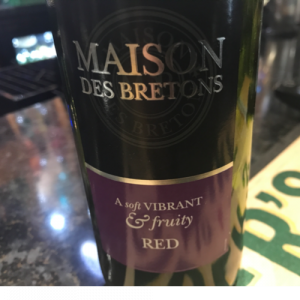 MAISON
DES BRETONS
A soft VIBRANT
& fruity
RED